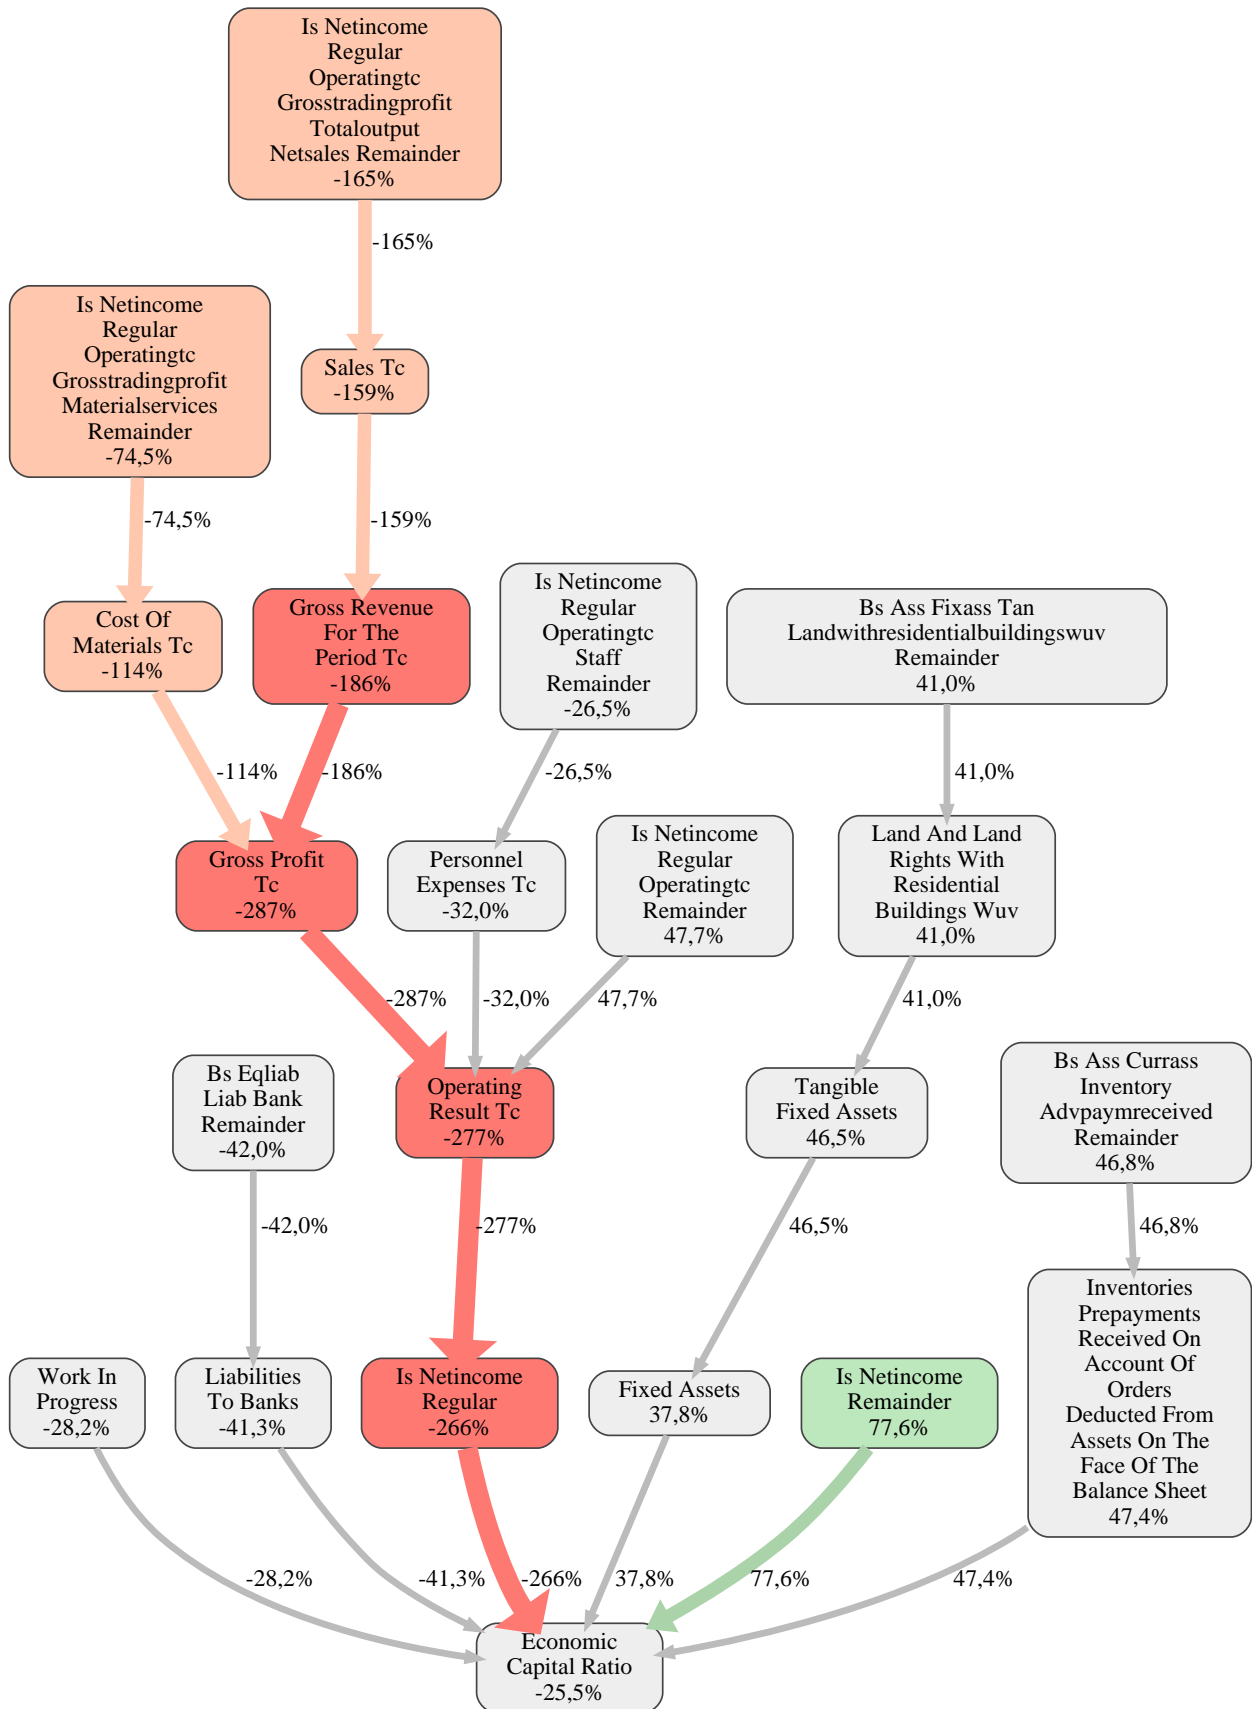 Is Netincome
Regular
Operatingtc
Grosstradingprofit
Totaloutput
Netsales Remainder
-165%
-165%
Is Netincome
Regular
Operatingtc
Grosstradingprofit
Materialservices
Remainder
-74,5%
Sales Tc
-159%
-74,5%
-159%
Cost Of
Materials Tc
-114%
Gross Revenue
For The
Period Tc
-186%
Is Netincome
Regular
Operatingtc
Staff
Remainder
-26,5%
Bs Ass Fixass Tan
Landwithresidentialbuildingswuv
Remainder
41,0%
-114%
-186%
-26,5%
41,0%
Gross Profit
Tc
-287%
Personnel
Expenses Tc
-32,0%
Is Netincome
Regular
Operatingtc
Remainder
47,7%
Land And Land
Rights With
Residential
Buildings Wuv
41,0%
-287%
-32,0%
47,7%
41,0%
Bs Eqliab
Liab Bank
Remainder
-42,0%
Operating
Result Tc
-277%
Tangible
Fixed Assets
46,5%
Bs Ass Currass
Inventory
Advpaymreceived
Remainder
46,8%
-42,0%
-277%
46,5%
46,8%
Work In
Progress
-28,2%
Liabilities
To Banks
-41,3%
Is Netincome
Regular
-266%
Fixed Assets
37,8%
Is Netincome
Remainder
77,6%
Inventories
Prepayments
Received On
Account Of
Orders
Deducted From
Assets On The
Face Of The
Balance Sheet
47,4%
-28,2%
-41,3%
-266%
37,8%
77,6%
47,4%
Economic
Capital Ratio
-25,5%